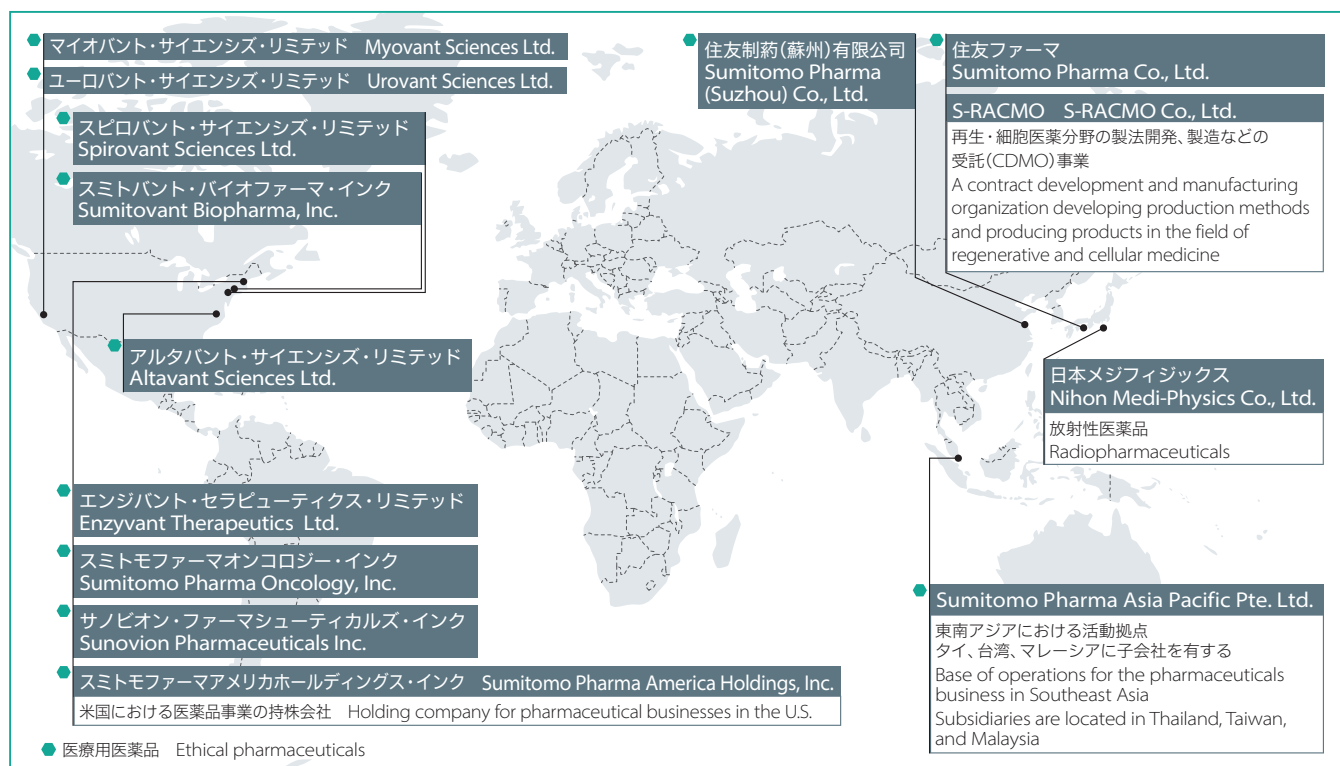 マイオバント・サイエンシズ・リミテッド Myovant Sciences Ltd.
ユーロバント・サイエンシズ・リミテッド Urovant Sciences Ltd.
スピロバント・サイエンシズ・リミテッド
Spirovant Sciences Ltd.
スミトバント・バイオファーマ・インク
Sumitovant Biopharma, Inc.
アルタバント・サイエンシズ・リミテッド
Altavant Sciences Ltd.
エンジバント・セラピューティクス・リミテッド
Enzyvant Therapeutics Ltd.
スミトモファーマオンコロジー・インク
Sumitomo Pharma Oncology, Inc.
サノビオン・ファーマシューティカルズ・インク
Sunovion Pharmaceuticals Inc.
スミトモファーマアメリカホールディングス・インク Sumitomo Pharma America Holdings, Inc.
米国における医薬品事業の持株会社 Holding company for pharmaceutical businesses in the U.S.
医療用医薬品 Ethical pharmaceuticals
住友制葯(蘇州)有限公司
Sumitomo Pharma
(Suzhou) Co., Ltd.
住友ファーマ
Sumitomo Pharma Co., Ltd.
S-RACMO S-RACMO Co., Ltd.
再生・細胞医薬分野の製法開発、製造などの
受託(CDMO)事業
A contract development and manufacturing
organization developing production methods
and producing products in the field of
regenerative and cellular medicine
日本メジフィジックス
Nihon Medi-Physics Co., Ltd.
放射性医薬品
Radiopharmaceuticals
Sumitomo Pharma Asia Pacific Pte. Ltd.
東南アジアにおける活動拠点
タイ、台湾、マレーシアに子会社を有する
Base of operations for the pharmaceuticals
business in Southeast Asia
Subsidiaries are located in Thailand, Taiwan,
and Malaysia